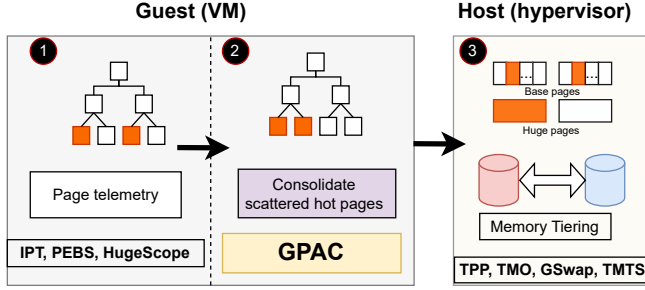 Guest (VM)
Host (hypervisor)
1
2
3
Page telemetry
IPT, PEBS, HugeScope
Consolidate
scattered hot pages
GPAC
... ...
Base pages
Huge pages
Memory Tiering
TPP, TMO, GSwap, TMTS